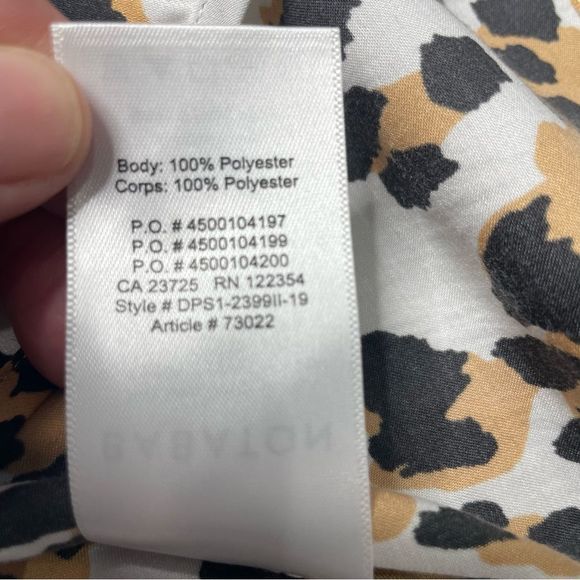 Body: 100% Polyester
Corps: 100% Polyester
P.O. # 4500104197
P.O. # 4500104199
P.O. # 4500104200
CA 23725 RN 122354
Style # DPS1-2399II-19
Article # 73022
BABATON